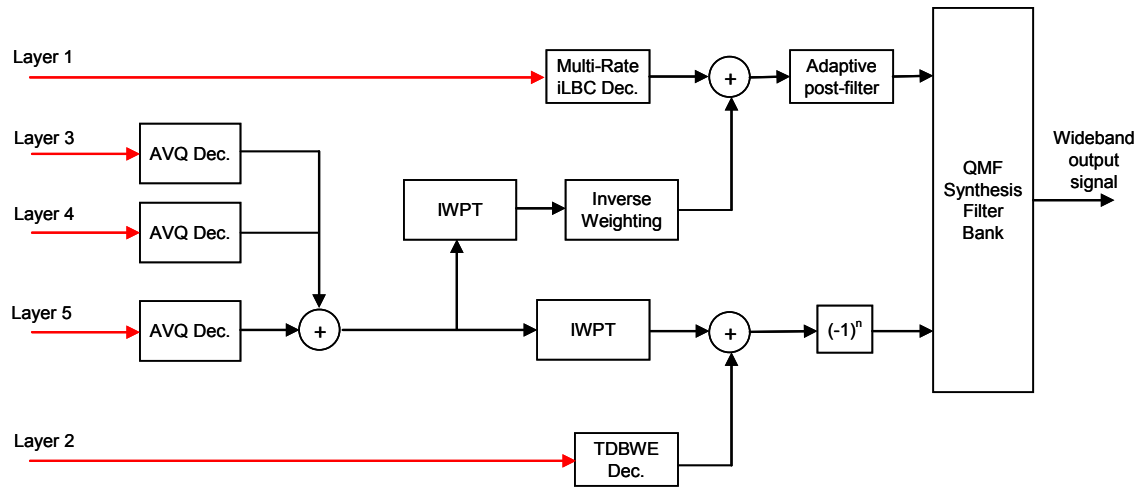 Layer 1
Multi-Rate
iLBC Dec.
+
Adaptive
post-filter
Layer 3
AVQ Dec.
Layer 4
AVQ Dec.
IWPT
Inverse
Weighting
QMF
Synthesis
Filter
Bank
Wideband
output
signal
Layer 5
AVQ Dec.
+
IWPT
+
(-1)ⁿ
Layer 2
TDBWE
Dec.